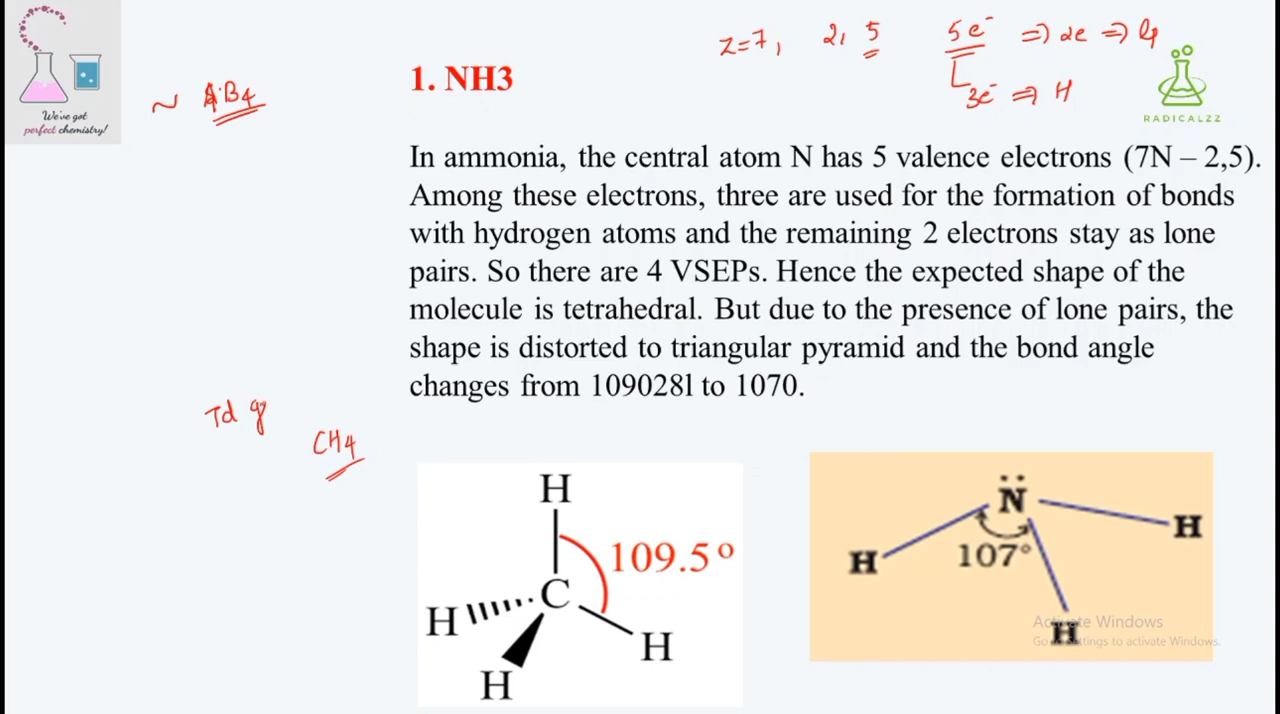 z=7, 2, 5 5e⁻ ⇒ 2e ⇒ lp
3e⁻ ⇒ H
We've got
perfect chemistry!
~ AB4
1. NH3
RADICALZZ
In ammonia, the central atom N has 5 valence electrons (7N – 2,5).
Among these electrons, three are used for the formation of bonds
with hydrogen atoms and the remaining 2 electrons stay as lone
pairs. So there are 4 VSEPs. Hence the expected shape of the
molecule is tetrahedral. But due to the presence of lone pairs, the
shape is distorted to triangular pyramid and the bond angle
changes from 109028l to 1070.
Td
CH4
H
109.5º
C
H
H
H
N
107°
H
H
H
Activate Windows
Go to Settings to activate Windows.